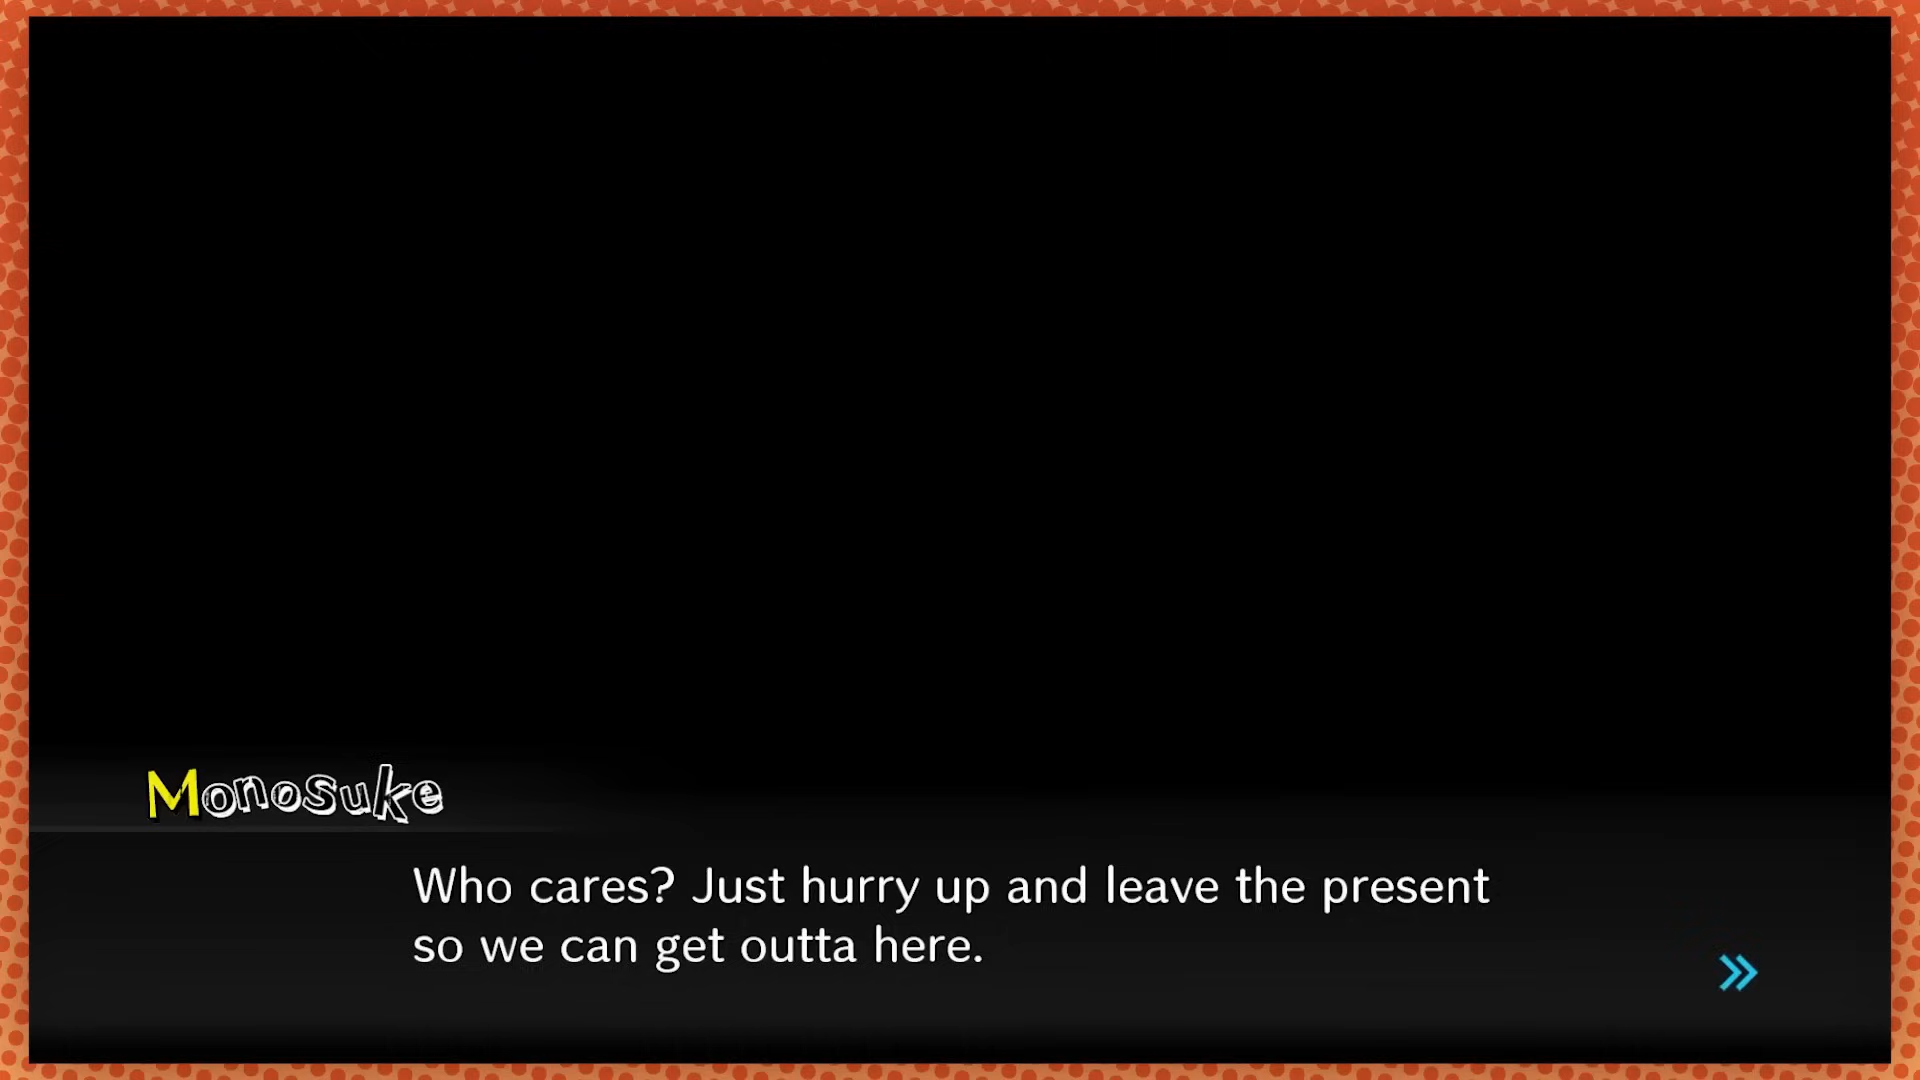 Monosuke
Who cares? Just hurry up and leave the present
so we can get outta here.